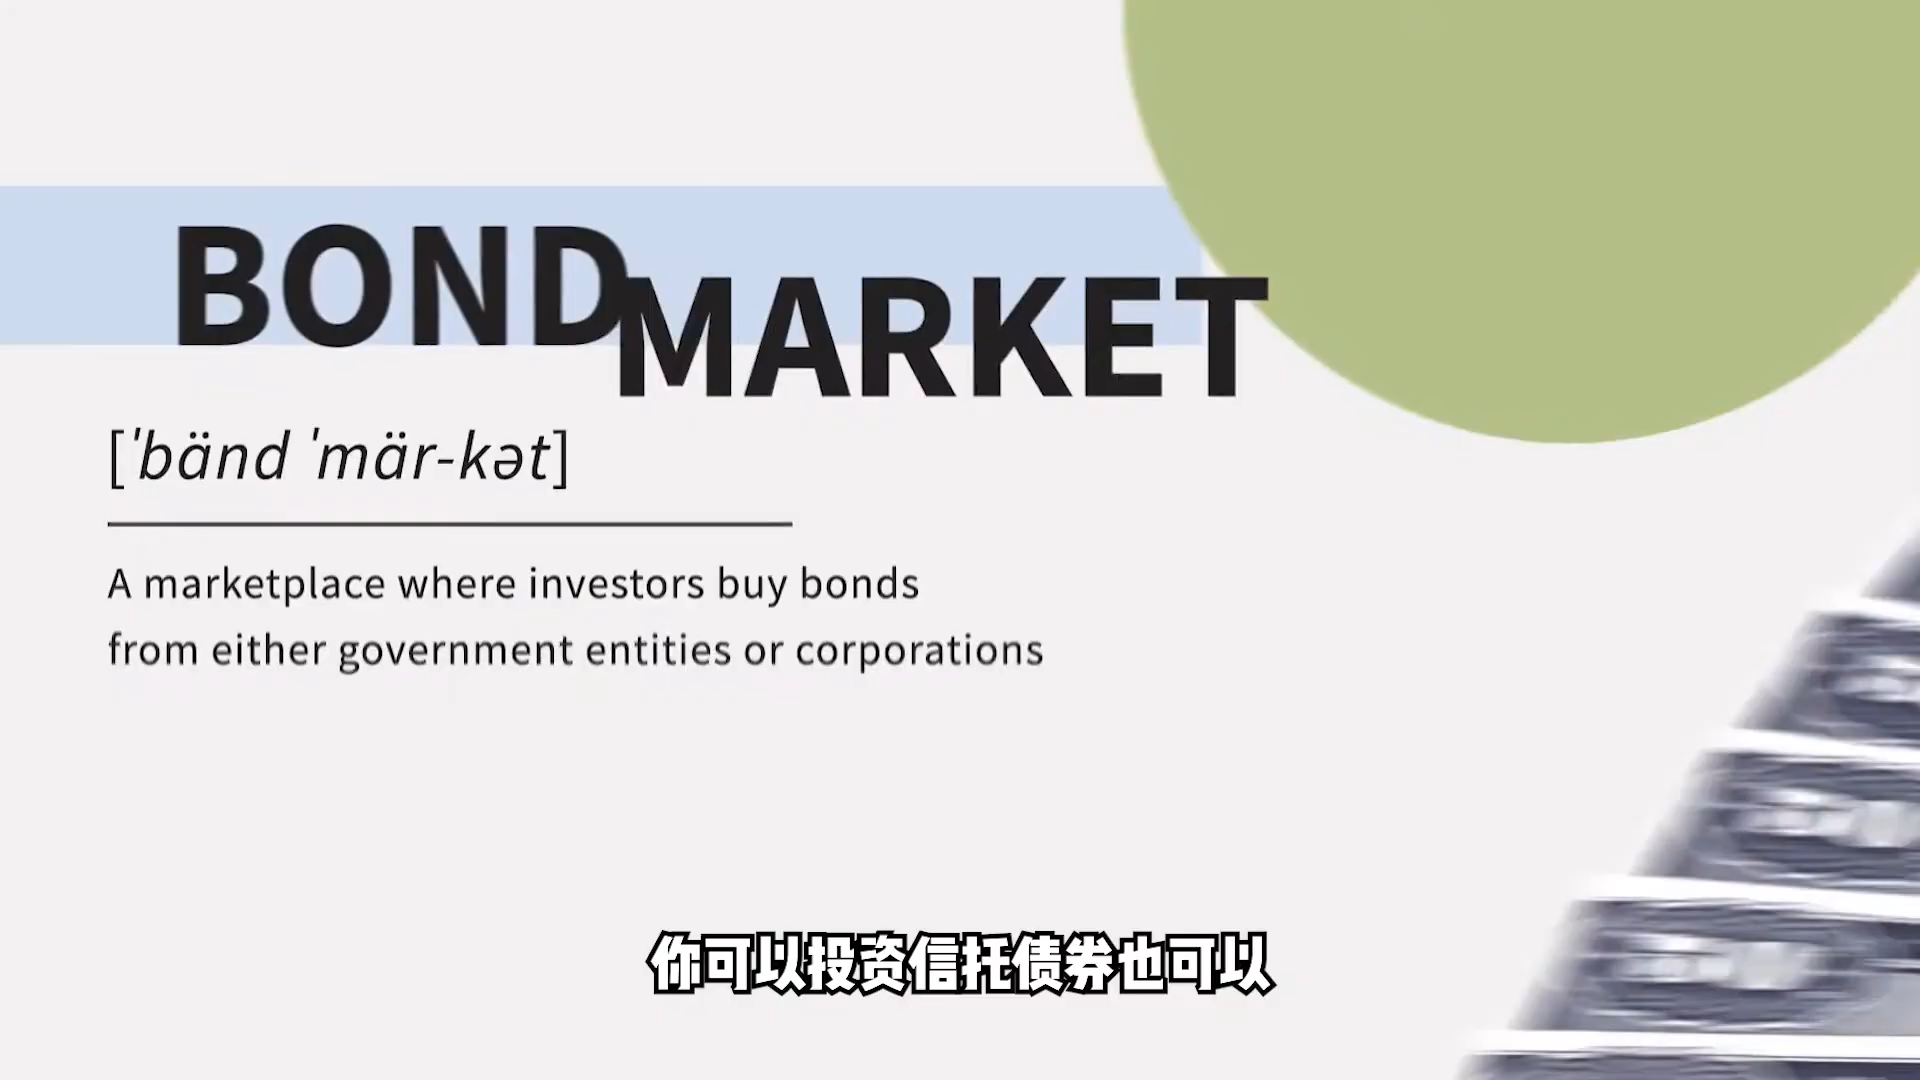 BOND MARKET
[ˈbänd ˈmär-kət]
A marketplace where investors buy bonds
from either government entities or corporations
你可以投资信托债券也可以